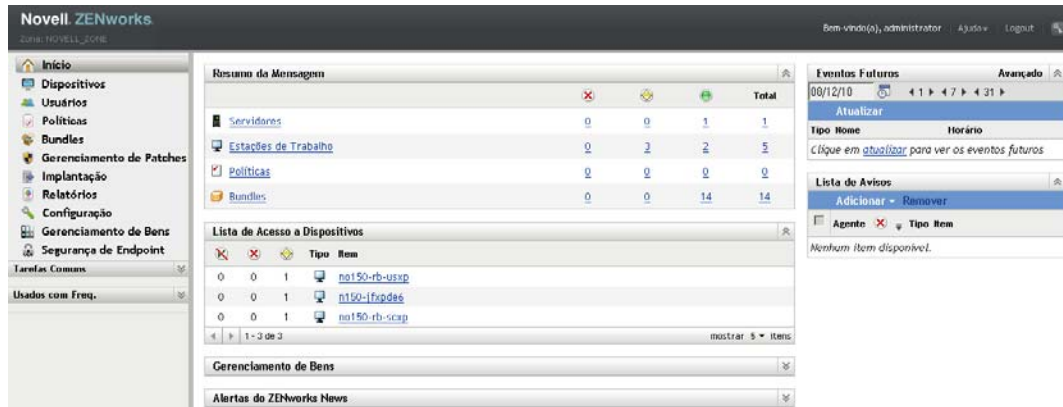 Novell ZENworks
Zona: NOVELL_ZONE
Bem-vindo(a), administrator Ajuda Logout
Início
Dispositivos
Usuários
Políticas
Bundles
Gerenciamento de Patches
Implantação
Relatórios
Configuração
Gerenciamento de Bens
Segurança de Endpoint
Tarefas Comuns
Usados com Freq.
Resumo da Mensagem
Total
Servidores 0 0 1 1
Estações de Trabalho 0 3 2 5
Políticas 0 0 0 0
Bundles 0 0 14 14
Lista de Acesso a Dispositivos
Tipo Item
0 0 1 no150-rb-usxp
0 0 1 n150-jfxpde6
0 0 1 no150-rb-scxp
1 - 3 de 3 mostrar 5 itens
Gerenciamento de Bens
Alertas do ZENworks News
Eventos Futuros Avançado
08/12/10 1 7 31
Atualizar
Tipo Nome Horário
Clique em atualizar para ver os eventos futuros
Lista de Avisos
Adicionar Remover
Agente Tipo Item
Nenhum item disponível.